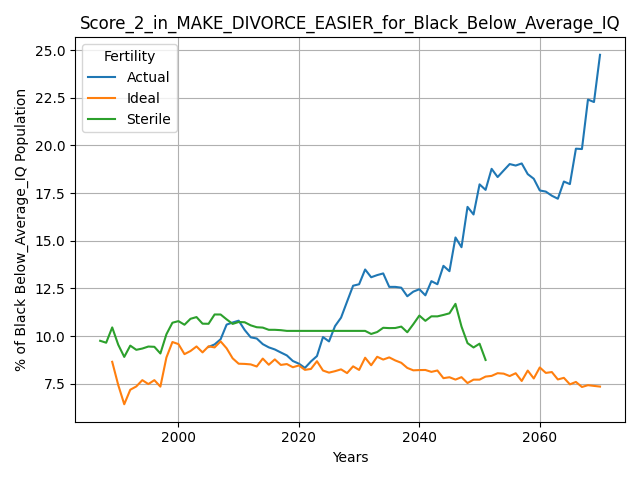 Score_2_in_MAKE_DIVORCE_EASIER_for_Black_Below_Average_IQ
Fertility
Actual
Ideal
Sterile
% of Black Below_Average_IQ Population
25.0
22.5
20.0
17.5
15.0
12.5
10.0
7.5
2000
2020
2040
2060
Years